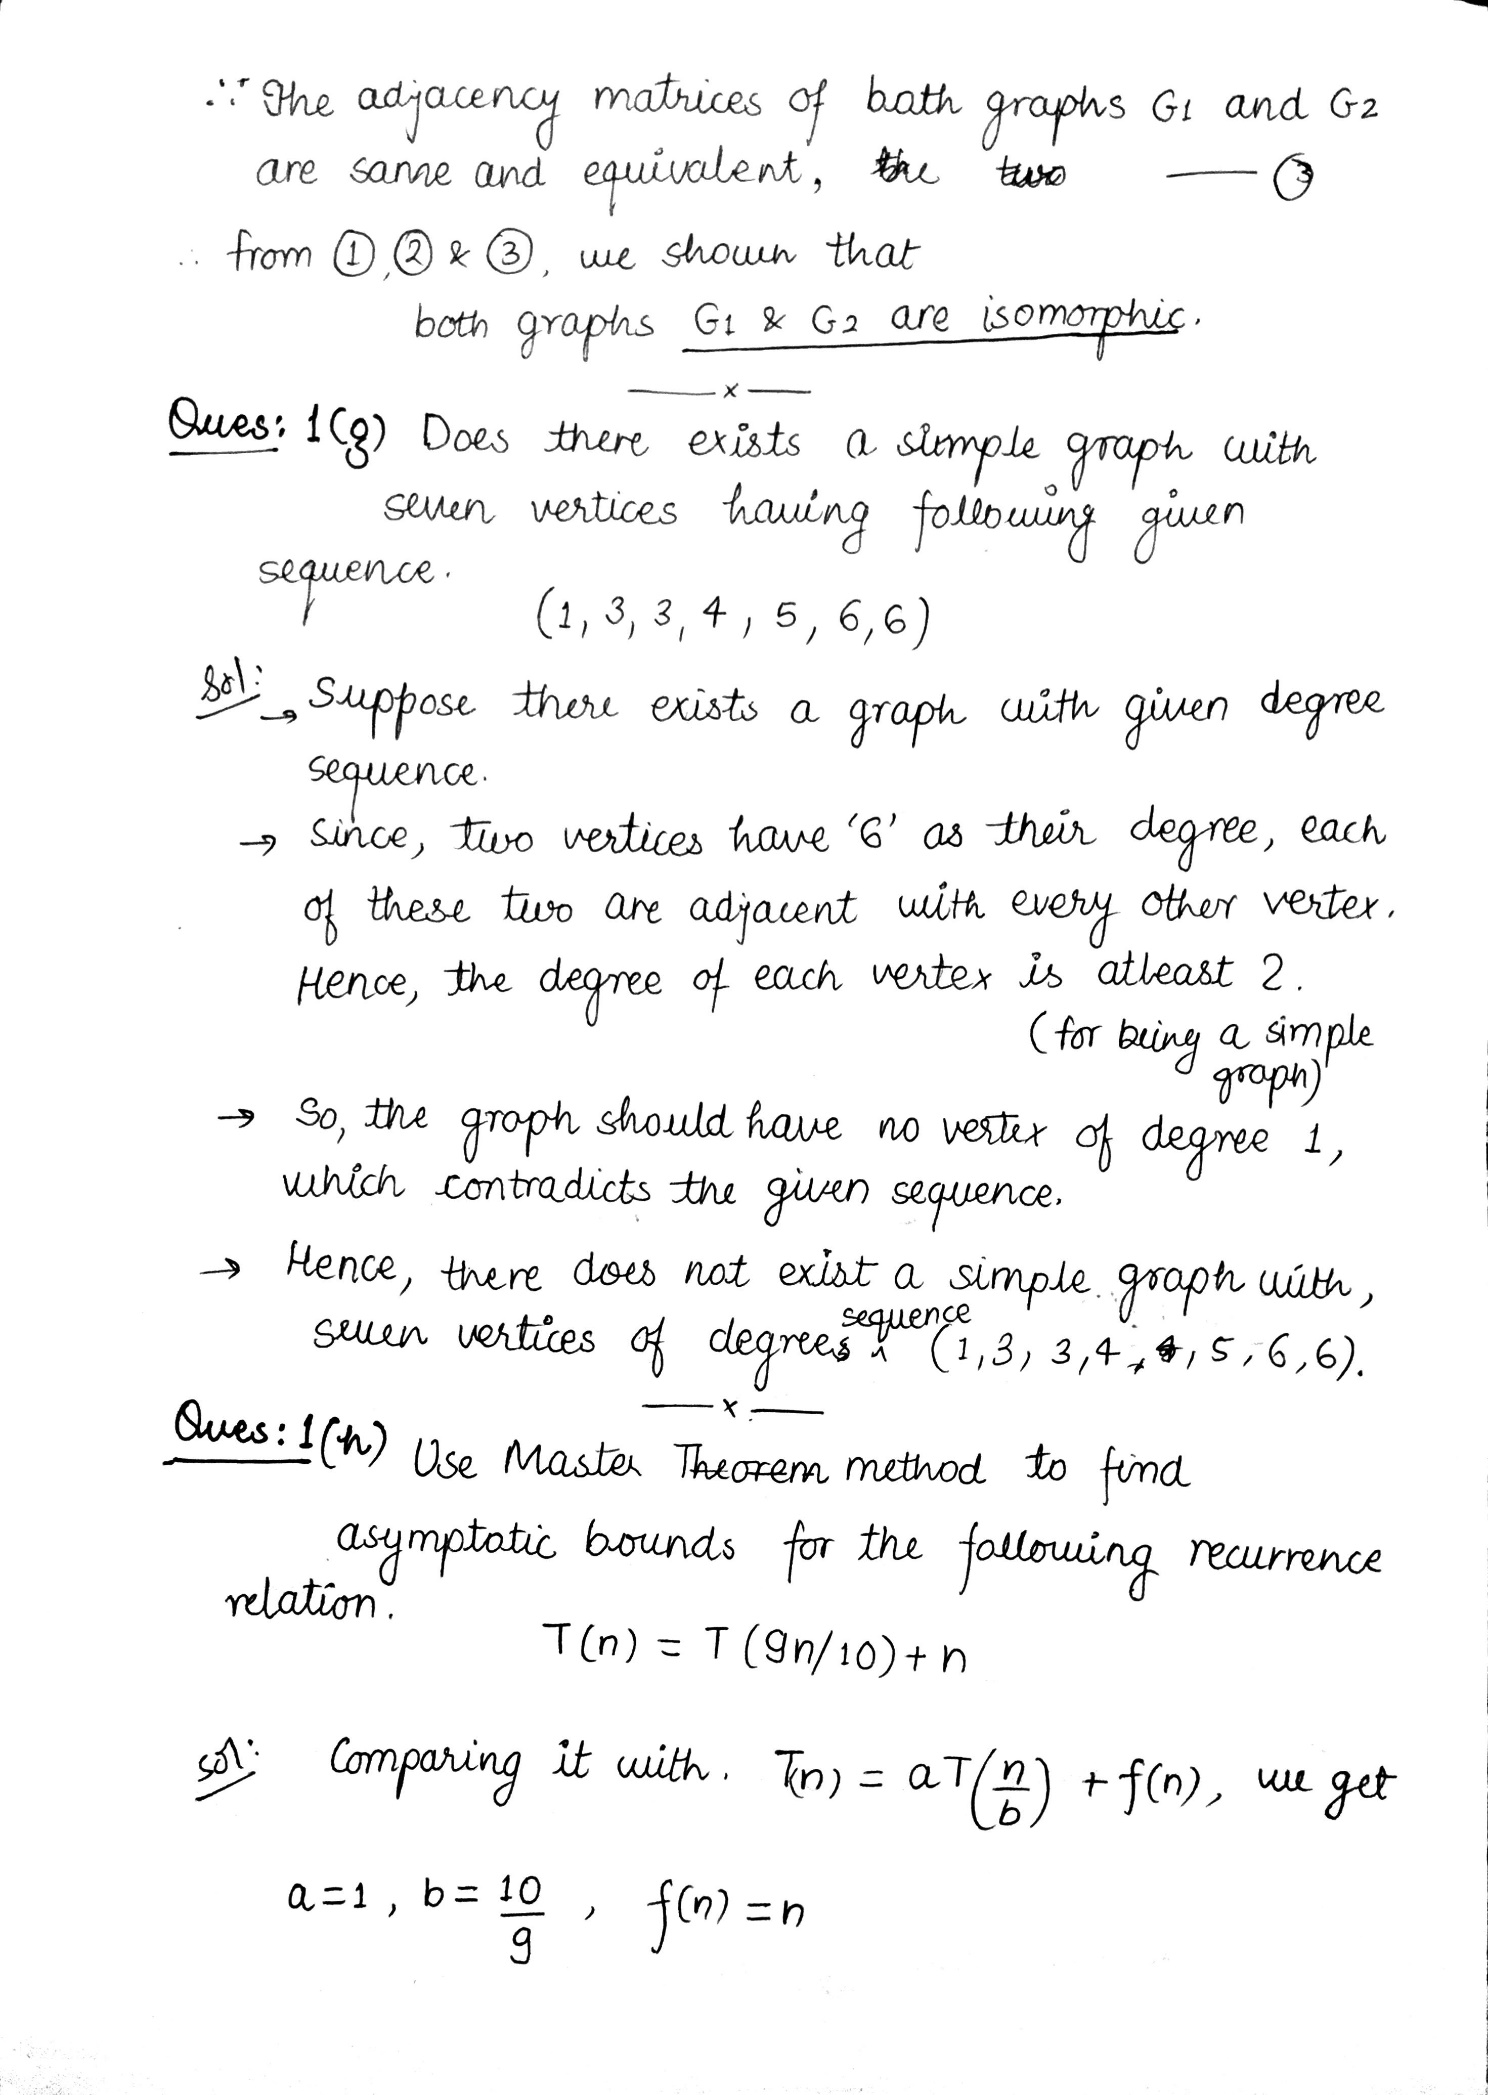 ∵ The adjacency matrices of both graphs G1 and G2
are same and equivalent, the two —— ③
∴ from ①, ② & ③, we shown that
both graphs G1 & G2 are isomorphic.
—— x ——
Ques: 1(g) Does there exists a simple graph with
seven vertices having following given
sequence.
(1, 3, 3, 4, 5, 6, 6)
Sol: → Suppose there exists a graph with given degree
sequence.
→ Since, two vertices have '6' as their degree, each
of these two are adjacent with every other vertex.
Hence, the degree of each vertex is atleast 2.
(for being a simple
graph)
→ So, the graph should have no vertex of degree 1,
which contradicts the given sequence.
→ Hence, there does not exist a simple graph with,
seven vertices of degrees sequence (1, 3, 3, 4, 5, 6, 6).
—— x ——
Ques: 1(h) Use Master Theorem method to find
asymptotic bounds for the following recurrence
relation.
T(n) = T(9n/10) + n
Sol: Comparing it with. T(n) = aT(n/b) + f(n), we get
a=1, b= 10/9, f(n) = n